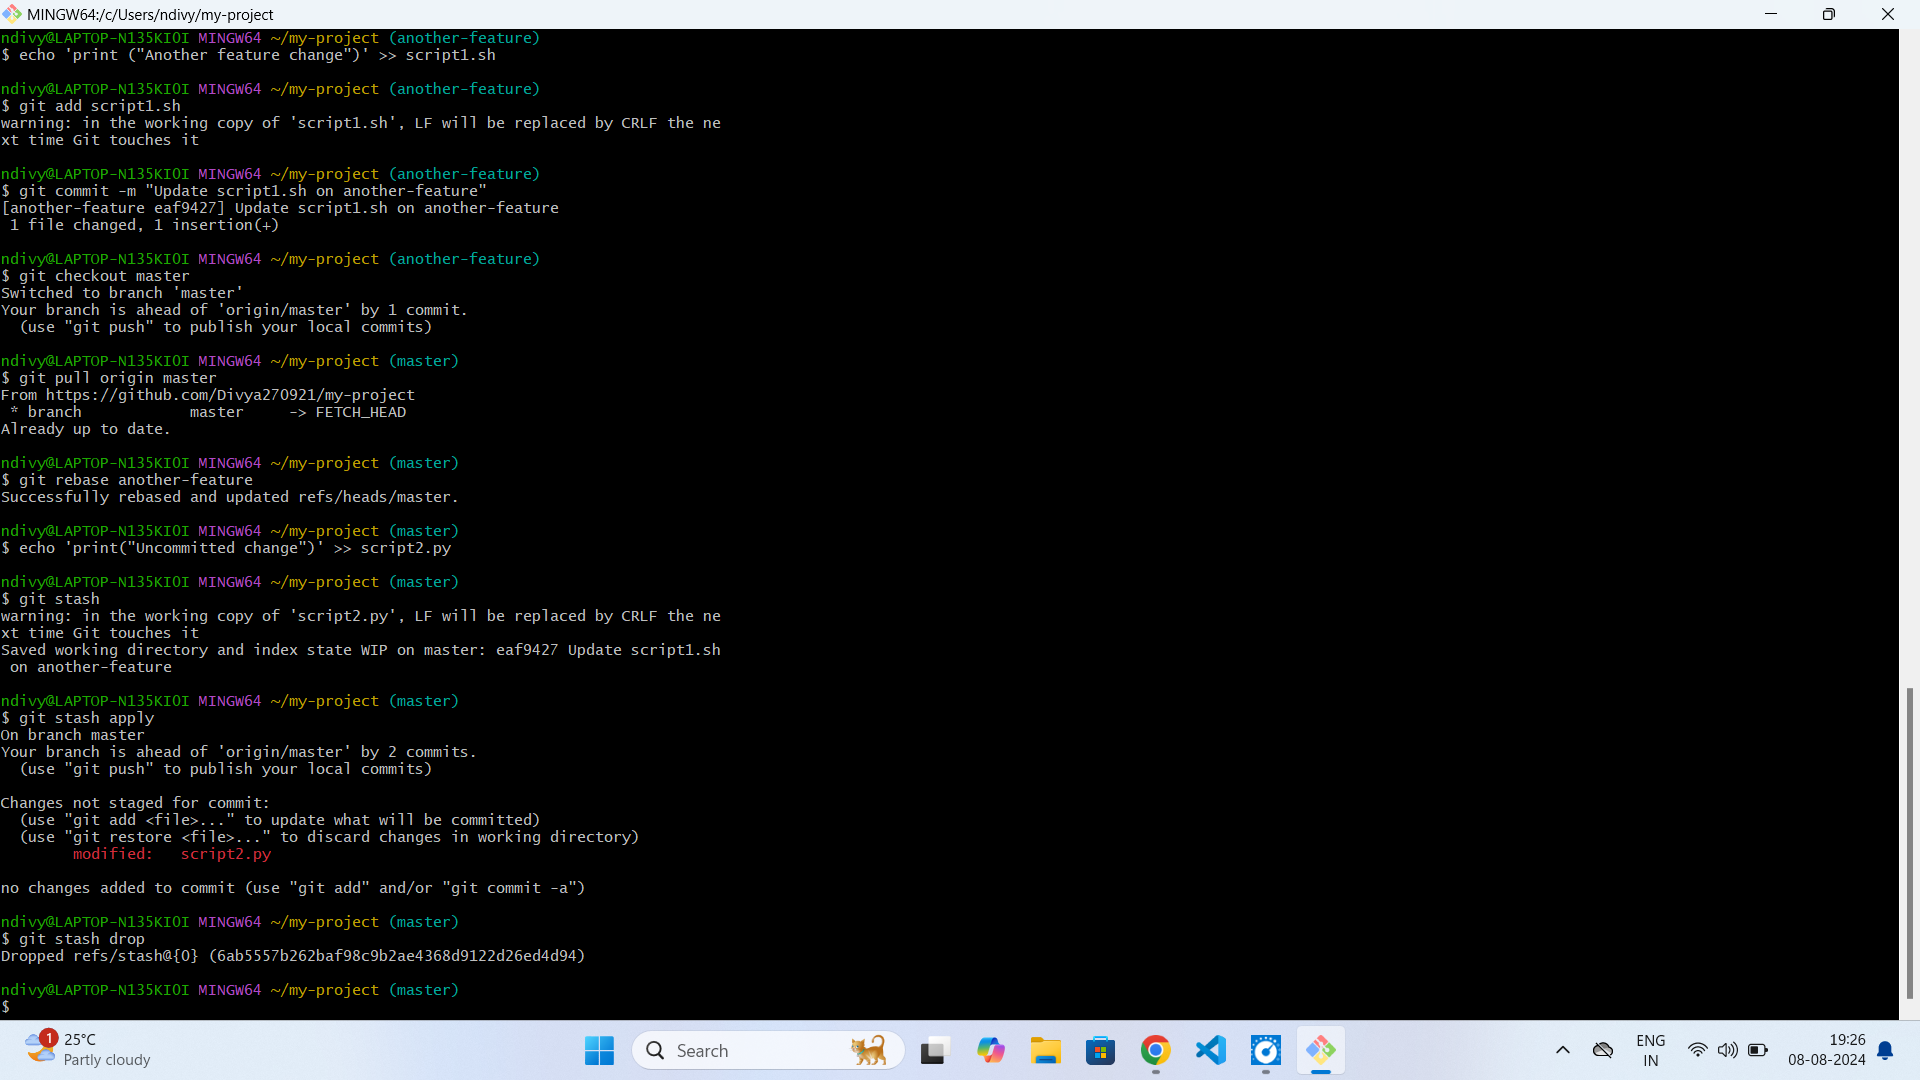 MINGW64:/c/Users/ndivy/my-project
ndivy@LAPTOP-N135KIOI MINGW64 ~/my-project (another-feature)
$ echo 'print ("Another feature change")' >> script1.sh
ndivy@LAPTOP-N135KIOI MINGW64 ~/my-project (another-feature)
$ git add script1.sh
warning: in the working copy of 'script1.sh', LF will be replaced by CRLF the ne
xt time Git touches it
ndivy@LAPTOP-N135KIOI MINGW64 ~/my-project (another-feature)
$ git commit -m "Update script1.sh on another-feature"
[another-feature eaf9427] Update script1.sh on another-feature
 1 file changed, 1 insertion(+)
ndivy@LAPTOP-N135KIOI MINGW64 ~/my-project (another-feature)
$ git checkout master
Switched to branch 'master'
Your branch is ahead of 'origin/master' by 1 commit.
  (use "git push" to publish your local commits)
ndivy@LAPTOP-N135KIOI MINGW64 ~/my-project (master)
$ git pull origin master
From https://github.com/Divya270921/my-project
 * branch            master     -> FETCH_HEAD
Already up to date.
ndivy@LAPTOP-N135KIOI MINGW64 ~/my-project (master)
$ git rebase another-feature
Successfully rebased and updated refs/heads/master.
ndivy@LAPTOP-N135KIOI MINGW64 ~/my-project (master)
$ echo 'print("Uncommitted change")' >> script2.py
ndivy@LAPTOP-N135KIOI MINGW64 ~/my-project (master)
$ git stash
warning: in the working copy of 'script2.py', LF will be replaced by CRLF the ne
xt time Git touches it
Saved working directory and index state WIP on master: eaf9427 Update script1.sh
 on another-feature
ndivy@LAPTOP-N135KIOI MINGW64 ~/my-project (master)
$ git stash apply
On branch master
Your branch is ahead of 'origin/master' by 2 commits.
  (use "git push" to publish your local commits)
Changes not staged for commit:
  (use "git add <file>..." to update what will be committed)
  (use "git restore <file>..." to discard changes in working directory)
        modified:   script2.py
no changes added to commit (use "git add" and/or "git commit -a")
ndivy@LAPTOP-N135KIOI MINGW64 ~/my-project (master)
$ git stash drop
Dropped refs/stash@{0} (6ab5557b262baf98c9b2ae4368d9122d26ed4d94)
ndivy@LAPTOP-N135KIOI MINGW64 ~/my-project (master)
$
1
25°C
Partly cloudy
Search
ENG
IN
19:26
08-08-2024